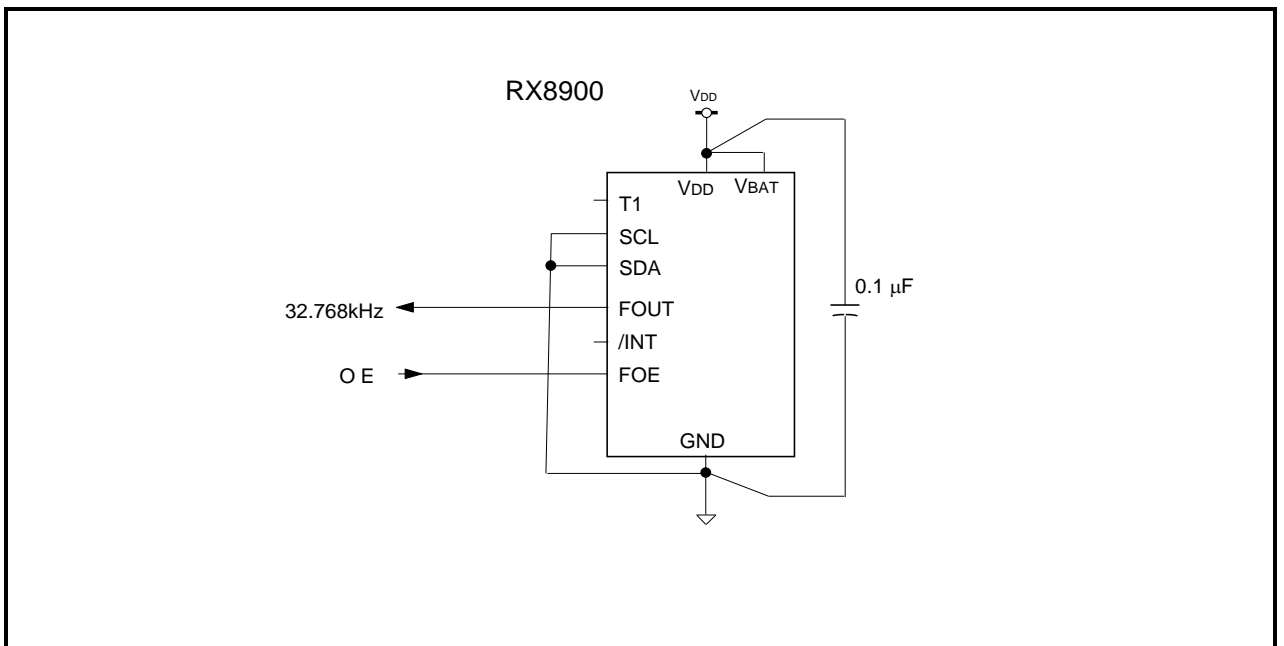 RX8900
VDD
VDD
VBAT
T1
SCL
SDA
0.1 μF
32.768kHz
FOUT
/INT
O E
FOE
GND